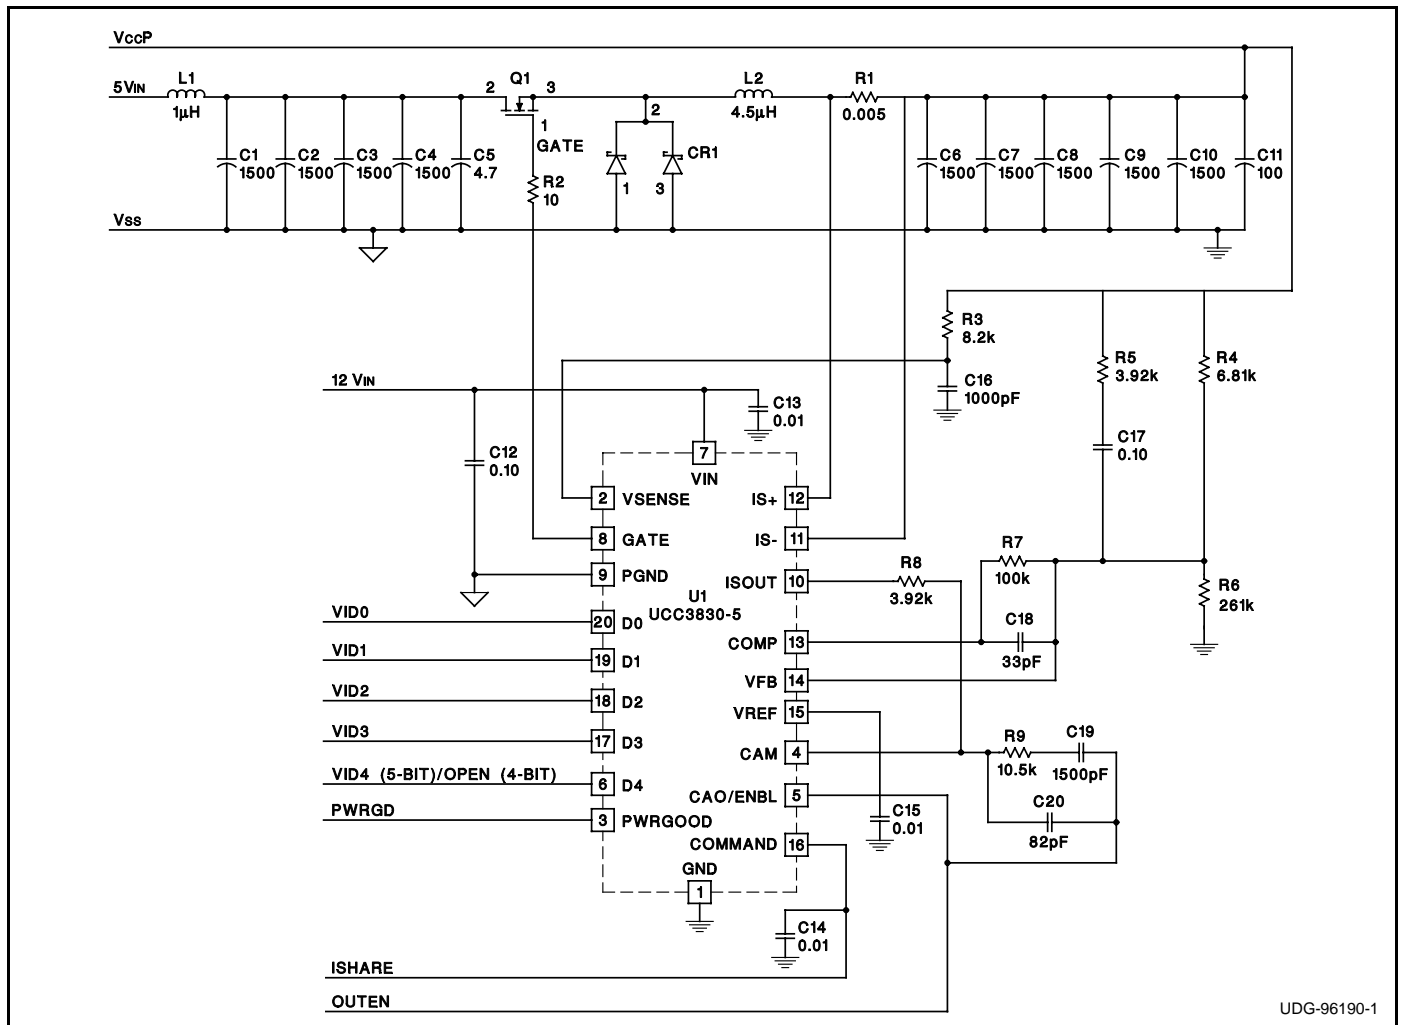 VCCP
5VIN
L1
1µH
C1
1500
C2
1500
C3
1500
C4
1500
C5
4.7
2
Q1
3
1
GATE
R2
10
2
1
3
CR1
L2
4.5µH
R1
0.005
C6
1500
C7
1500
C8
1500
C9
1500
C10
1500
C11
100
VSS
R3
8.2k
C16
1000pF
R5
3.92k
R4
6.81k
C17
0.10
12 VIN
C13
0.01
C12
0.10
7
VIN
2 VSENSE
IS+ 12
8 GATE
IS- 11
9 PGND
ISOUT 10
R8
3.92k
R7
100k
R6
261k
U1
UCC3830-5
VID0
20 D0
COMP 13
C18
33pF
VID1
19 D1
VFB 14
VID2
18 D2
VREF 15
VID3
17 D3
CAM 4
R9
10.5k
C19
1500pF
VID4 (5-BIT)/OPEN (4-BIT)
6 D4
CAO/ENBL 5
C20
82pF
PWRGD
3 PWRGOOD
C15
0.01
COMMAND 16
GND
1
C14
0.01
ISHARE
OUTEN
UDG-96190-1